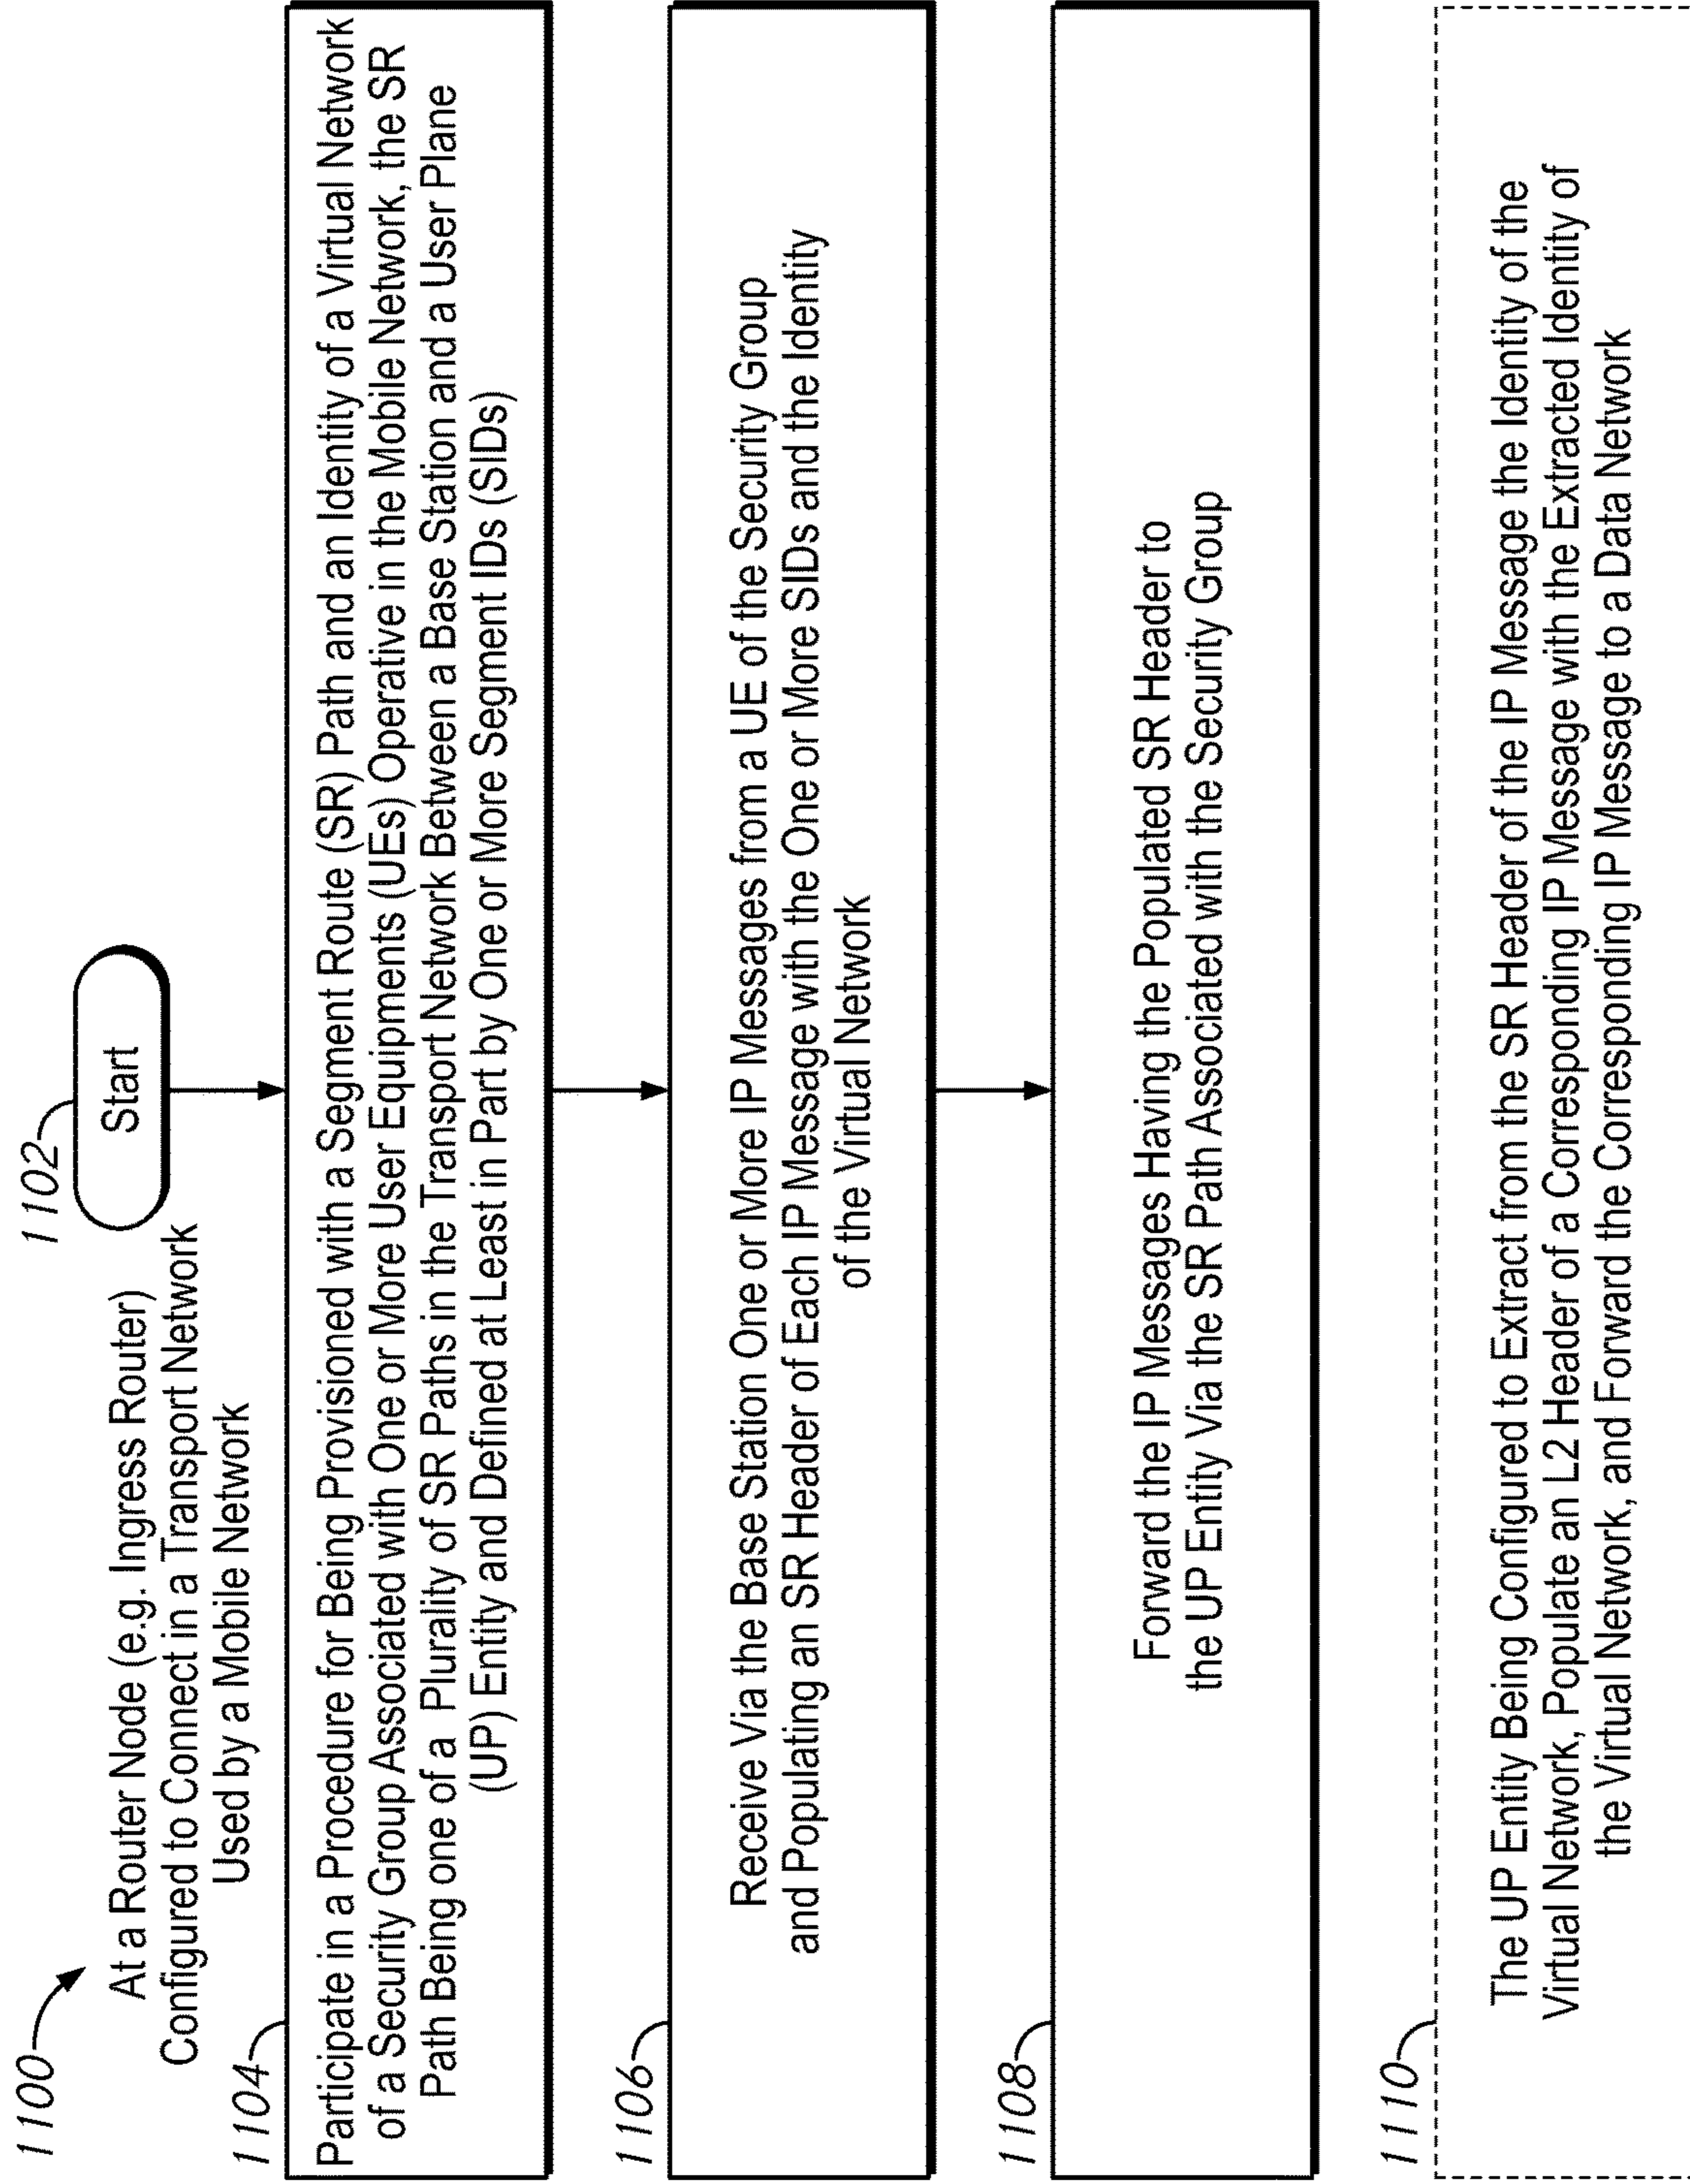 1100
At a Router Node (e.g. Ingress Router)
Configured to Connect in a Transport Network
Used by a Mobile Network
1102
Start
1104
Participate in a Procedure for Being Provisioned with a Segment Route (SR) Path and an Identity of a Virtual Network
of a Security Group Associated with One or More User Equipments (UEs) Operative in the Mobile Network, the SR
Path Being one of a Plurality of SR Paths in the Transport Network Between a Base Station and a User Plane
(UP) Entity and Defined at Least in Part by One or More Segment IDs (SIDs)
1106
Receive Via the Base Station One or More IP Messages from a UE of the Security Group
and Populating an SR Header of Each IP Message with the One or More SIDs and the Identity
of the Virtual Network
1108
Forward the IP Messages Having the Populated SR Header to
the UP Entity Via the SR Path Associated with the Security Group
1110
The UP Entity Being Configured to Extract from the SR Header of the IP Message the Identity of the
Virtual Network, Populate an L2 Header of a Corresponding IP Message with the Extracted Identity of
the Virtual Network, and Forward the Corresponding IP Message to a Data Network